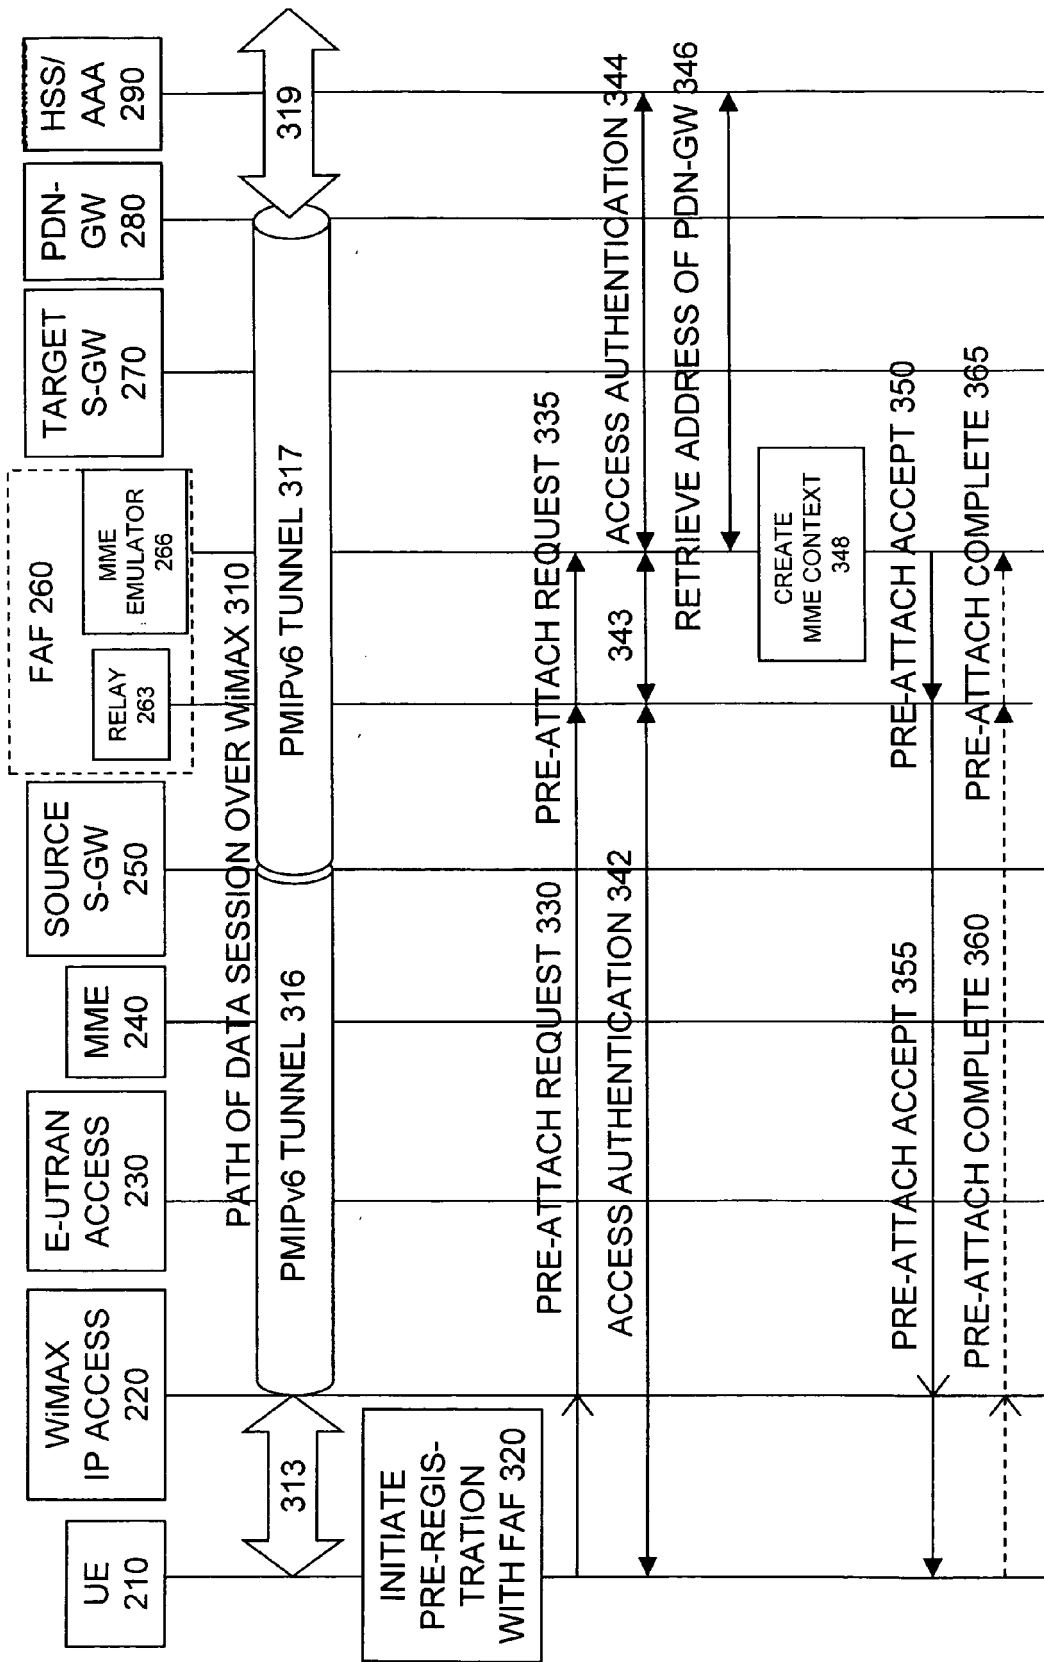 UE
210
WiMAX
IP ACCESS
220
E-UTRAN
ACCESS
230
MME
240
SOURCE
S-GW
250
FAF 260
RELAY
263
MME
EMULATOR
266
TARGET
S-GW
270
PDN-
GW
280
HSS/
AAA
290
PATH OF DATA SESSION OVER WiMAX 310
313
PMIPv6 TUNNEL 316
PMIPv6 TUNNEL 317
319
INITIATE
PRE-REGIS-
TRATION
WITH FAF 320
PRE-ATTACH REQUEST 330
PRE-ATTACH REQUEST 335
ACCESS AUTHENTICATION 342
343
ACCESS AUTHENTICATION 344
RETRIEVE ADDRESS OF PDN-GW 346
CREATE
MME CONTEXT
348
PRE-ATTACH ACCEPT 355
PRE-ATTACH ACCEPT 350
PRE-ATTACH COMPLETE 360
PRE-ATTACH COMPLETE 365